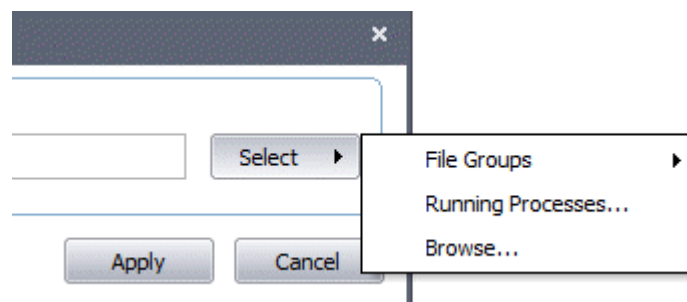 Select
File Groups
Running Processes...
Browse...
Apply
Cancel